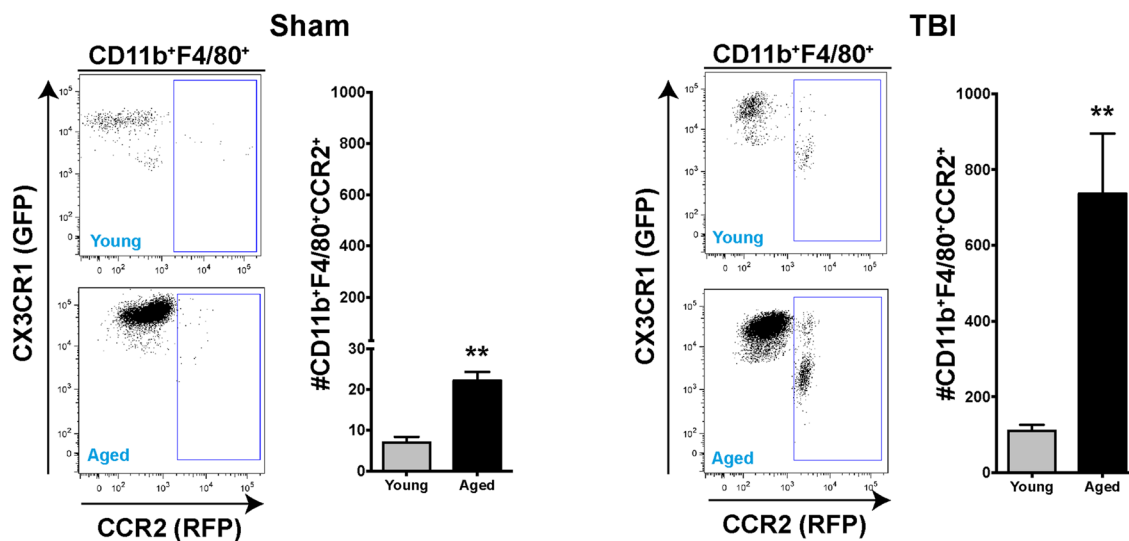 Sham
CD11b⁺F4/80⁺
CX3CR1 (GFP)
10⁵
10⁴
10³
10²
0
Young
0 10² 10³ 10⁴ 10⁵
10⁵
10⁴
10³
10²
0
Aged
0 10² 10³ 10⁴ 10⁵
CCR2 (RFP)
#CD11b⁺F4/80⁺CCR2⁺
1000
800
600
400
200
30
20
10
0
**
Young Aged
TBI
CD11b⁺F4/80⁺
CX3CR1 (GFP)
10⁵
10⁴
10³
10²
0
Young
0 10² 10³ 10⁴ 10⁵
10⁵
10⁴
10³
10²
0
Aged
0 10² 10³ 10⁴ 10⁵
CCR2 (RFP)
#CD11b⁺F4/80⁺CCR2⁺
1000
800
600
400
200
0
**
Young Aged